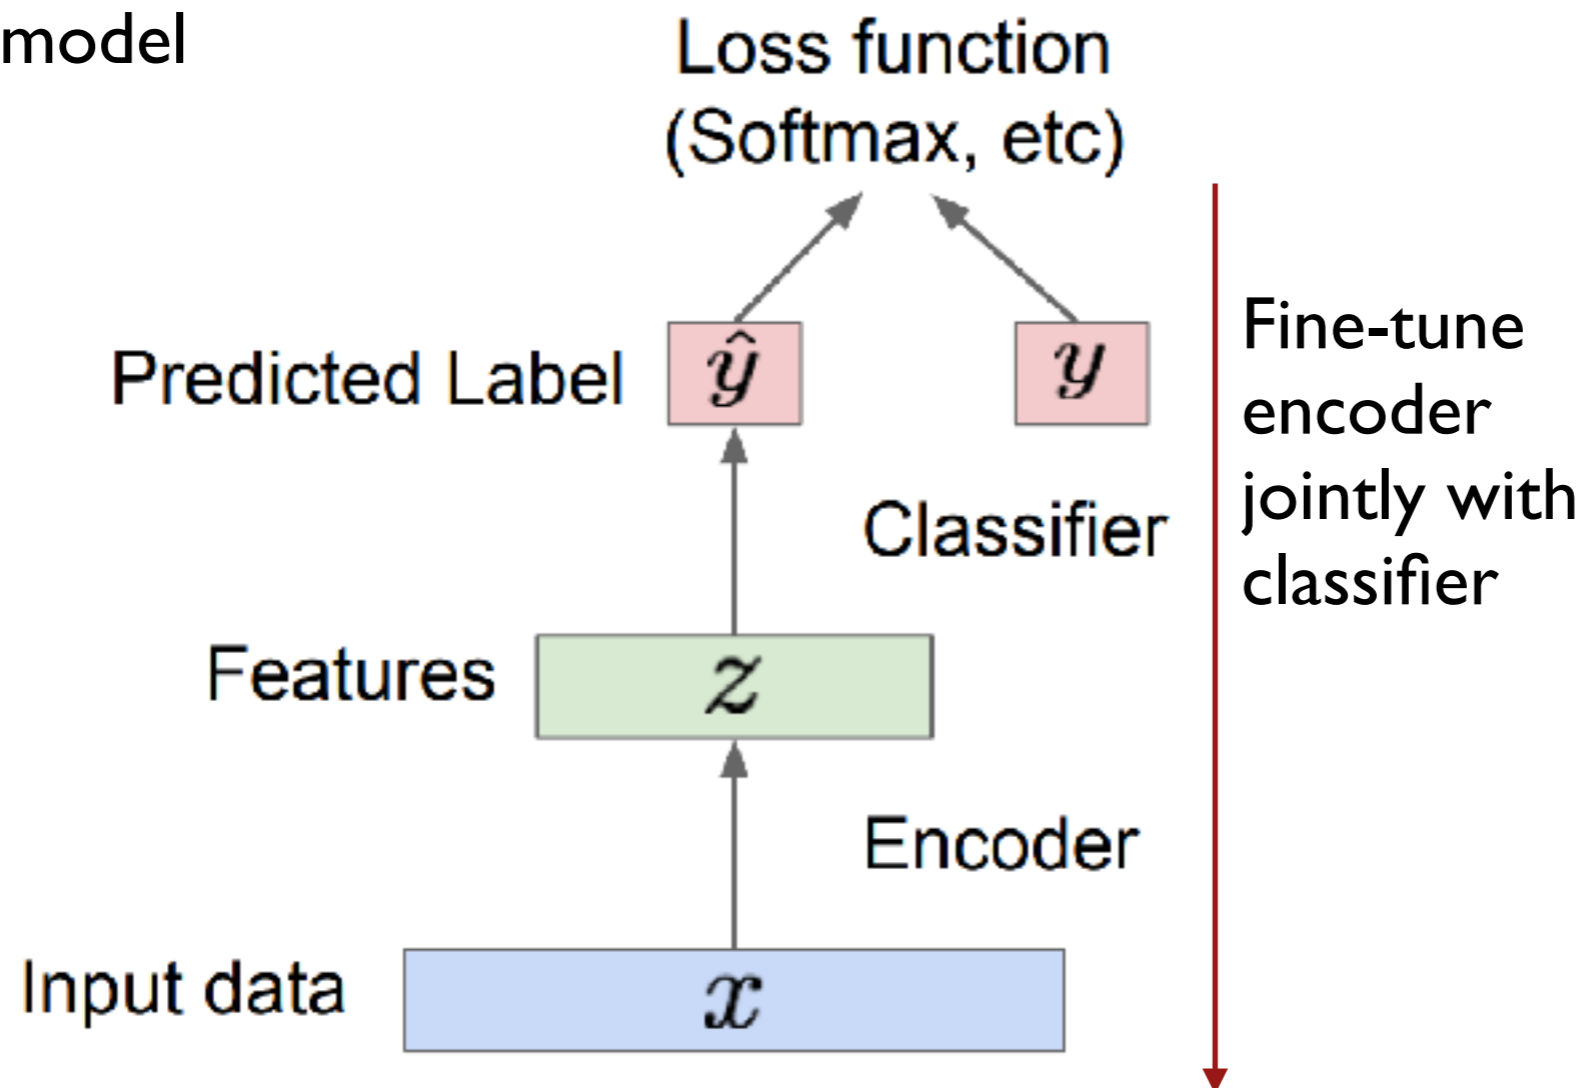 model
Loss function
(Softmax, etc)
Predicted Label
ŷ
y
Fine-tune
encoder
jointly with
classifier
Classifier
Features
z
Encoder
Input data
x